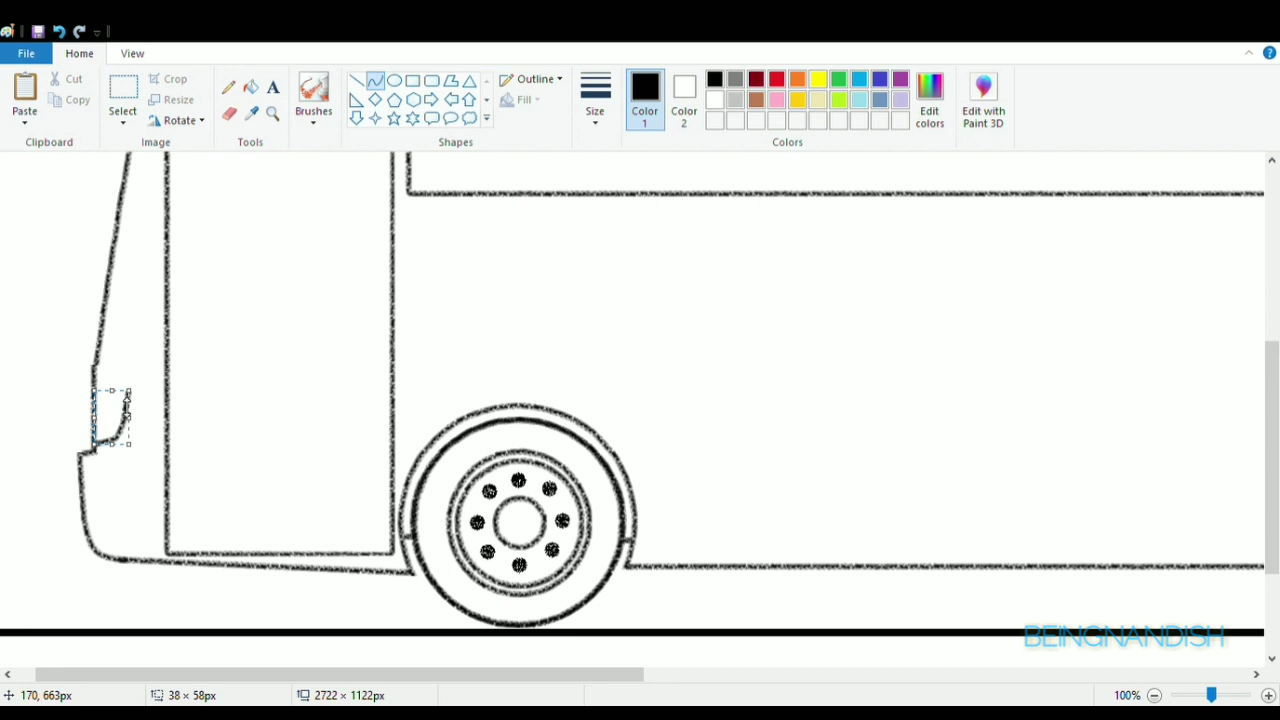 File Home View
Paste
Cut
Copy
Clipboard
Select
Crop
Resize
Rotate
Image
A
Tools
Brushes
Outline
Fill
Shapes
Size
Color 1
Color 2
Colors
Edit colors
Edit with Paint 3D
?
BEINGNANDISH
170, 663px
38 × 58px
2722 × 1122px
100%